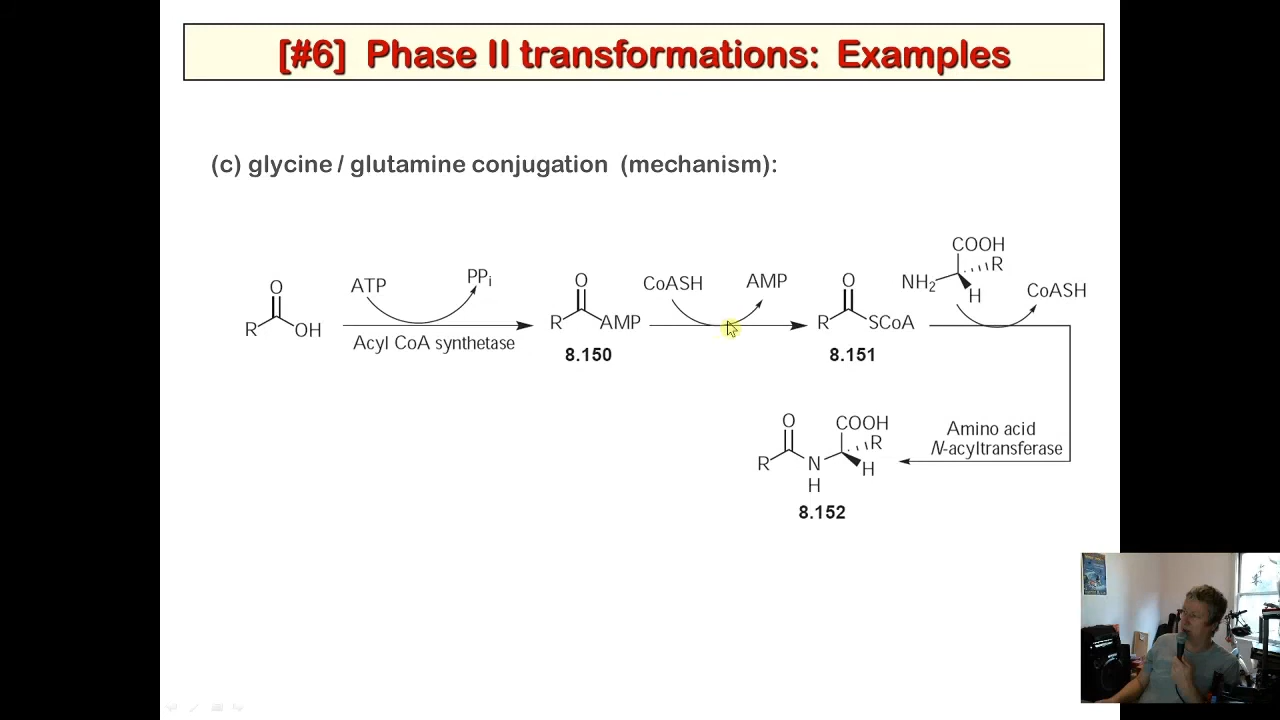 [#6] Phase II transformations: Examples
(c) glycine / glutamine conjugation (mechanism):
O
R
OH
ATP
PPi
Acyl CoA synthetase
O
R
AMP
8.150
CoASH
AMP
O
R
SCoA
8.151
COOH
NH2
R
H
CoASH
Amino acid
N-acyltransferase
O
R
N
H
COOH
R
H
8.152